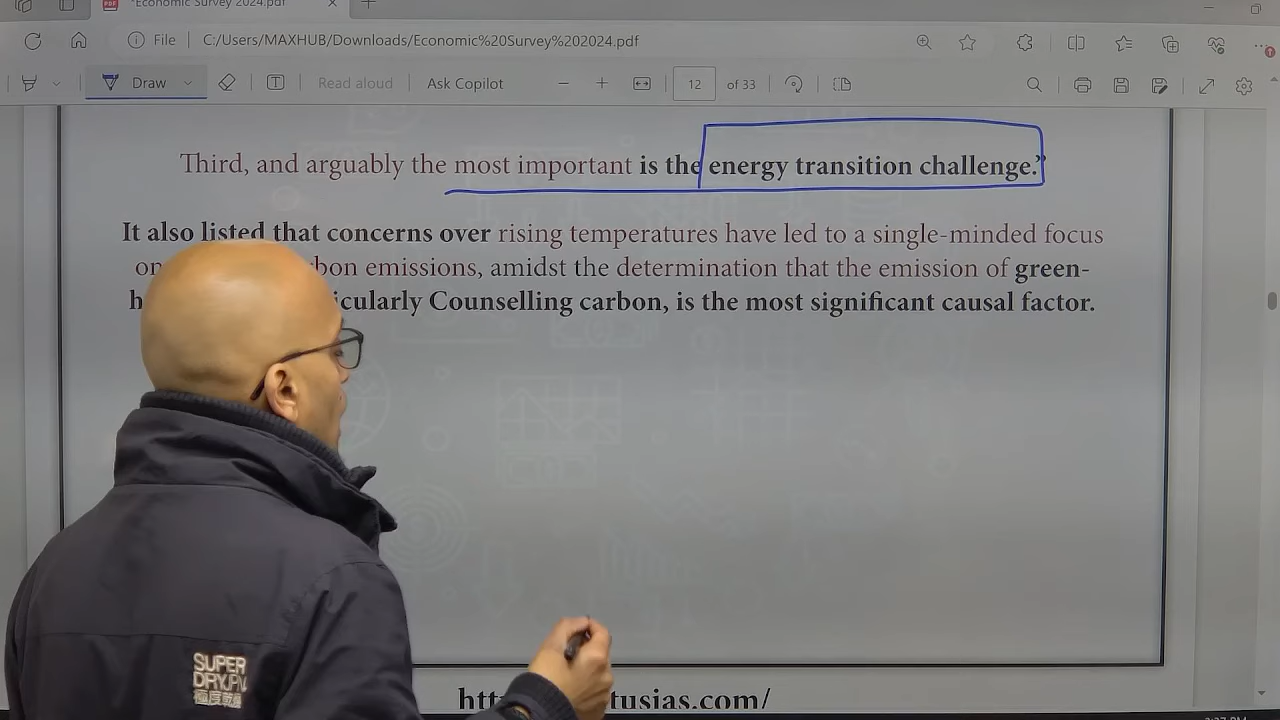 *Economic Survey 2024.pdf
File
C:/Users/MAXHUB/Downloads/Economic%20Survey%202024.pdf
Draw
Read aloud
Ask Copilot
12
of 33
Third, and arguably the most important is the energy transition challenge.”
It also listed that concerns over rising temperatures have led to a single-minded focus
on bon emissions, amidst the determination that the emission of green-
h icularly Counselling carbon, is the most significant causal factor.
SUPER
DRY.
htt tusias.com/